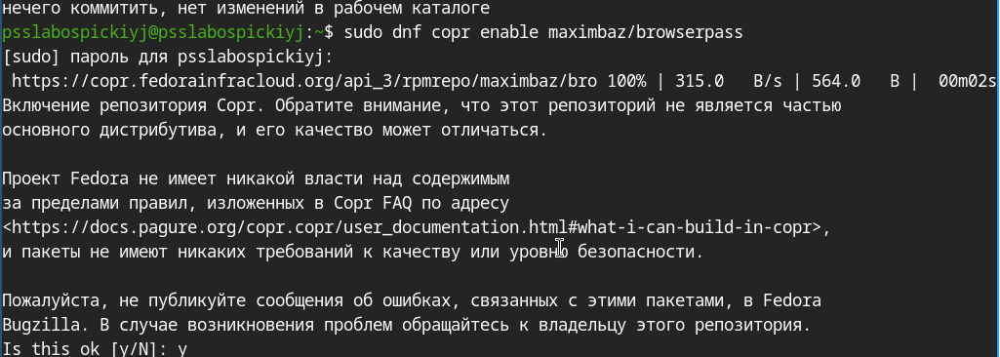 нечего коммитить, нет изменений в рабочем каталоге
psslabospickiyj@psslabospickiyj:~$ sudo dnf copr enable maximbaz/browserpass
[sudo] пароль для psslabospickiyj:
https://copr.fedorainfracloud.org/api_3/rpmrepo/maximbaz/bro 100% | 315.0   B/s | 564.0   B |  00m02s
Включение репозитория Copr. Обратите внимание, что этот репозиторий не является частью
основного дистрибутива, и его качество может отличаться.
Проект Fedora не имеет никакой власти над содержимым
за пределами правил, изложенных в Copr FAQ по адресу
<https://docs.pagure.org/copr.copr/user_documentation.html#what-i-can-build-in-copr>,
и пакеты не имеют никаких требований к качеству или уровню безопасности.
Пожалуйста, не публикуйте сообщения об ошибках, связанных с этими пакетами, в Fedora
Bugzilla. В случае возникновения проблем обращайтесь к владельцу этого репозитория.
Is this ok [y/N]: y